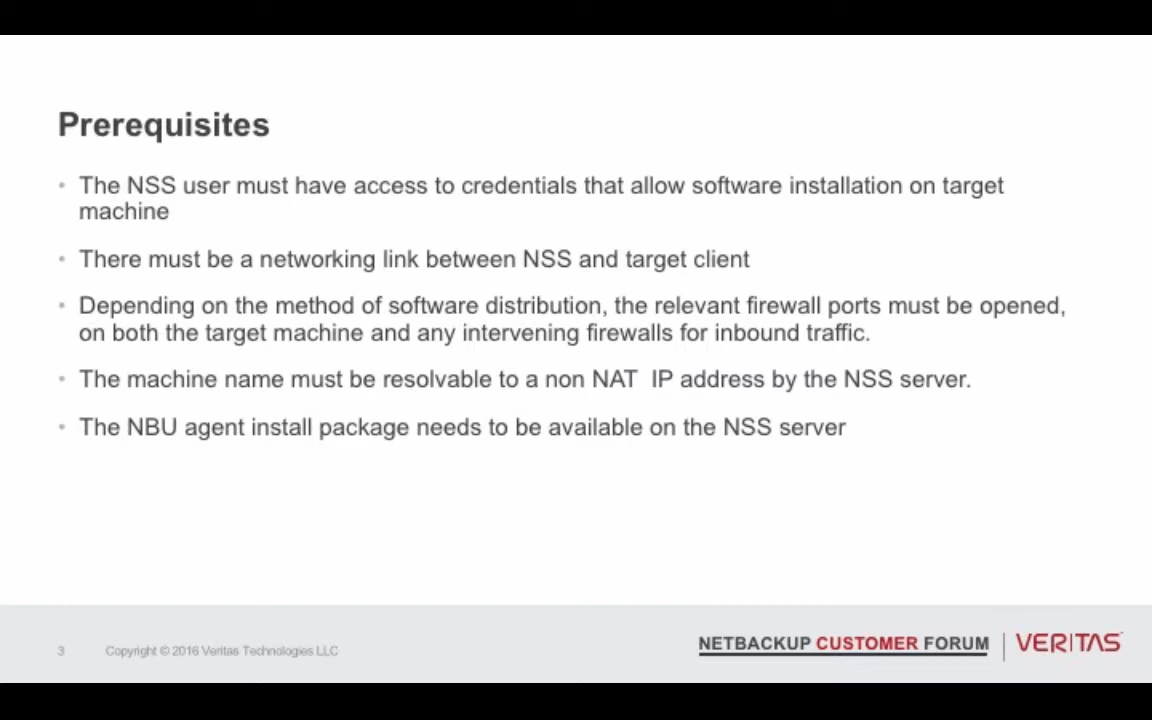 Prerequisites
• The NSS user must have access to credentials that allow software installation on target
machine
• There must be a networking link between NSS and target client
• Depending on the method of software distribution, the relevant firewall ports must be opened,
on both the target machine and any intervening firewalls for inbound traffic.
• The machine name must be resolvable to a non NAT  IP address by the NSS server.
• The NBU agent install package needs to be available on the NSS server
3 Copyright © 2016 Veritas Technologies LLC
NETBACKUP CUSTOMER FORUM | VERITAS™